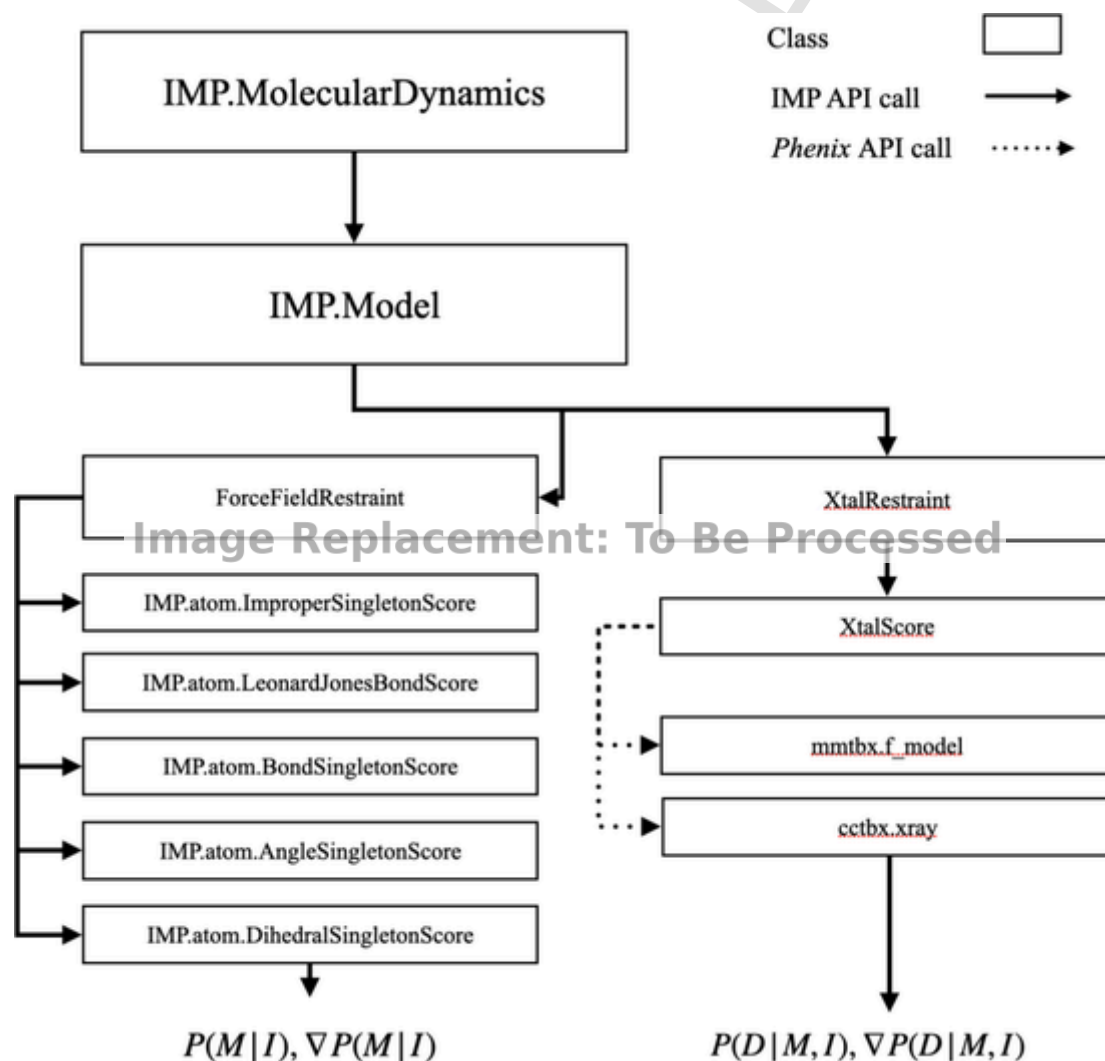 Class
IMP.MolecularDynamics
IMP API call
Phenix API call
IMP.Model
ForceFieldRestraint
XtalRestraint
Image Replacement: To Be Processed
IMP.atom.ImproperSingletonScore
XtalScore
IMP.atom.LeonardJonesBondScore
mmtbx.f_model
IMP.atom.BondSingletonScore
cctbx.xray
IMP.atom.AngleSingletonScore
IMP.atom.DihedralSingletonScore
P(M|I), ∇P(M|I)
P(D|M, I), ∇P(D|M, I)